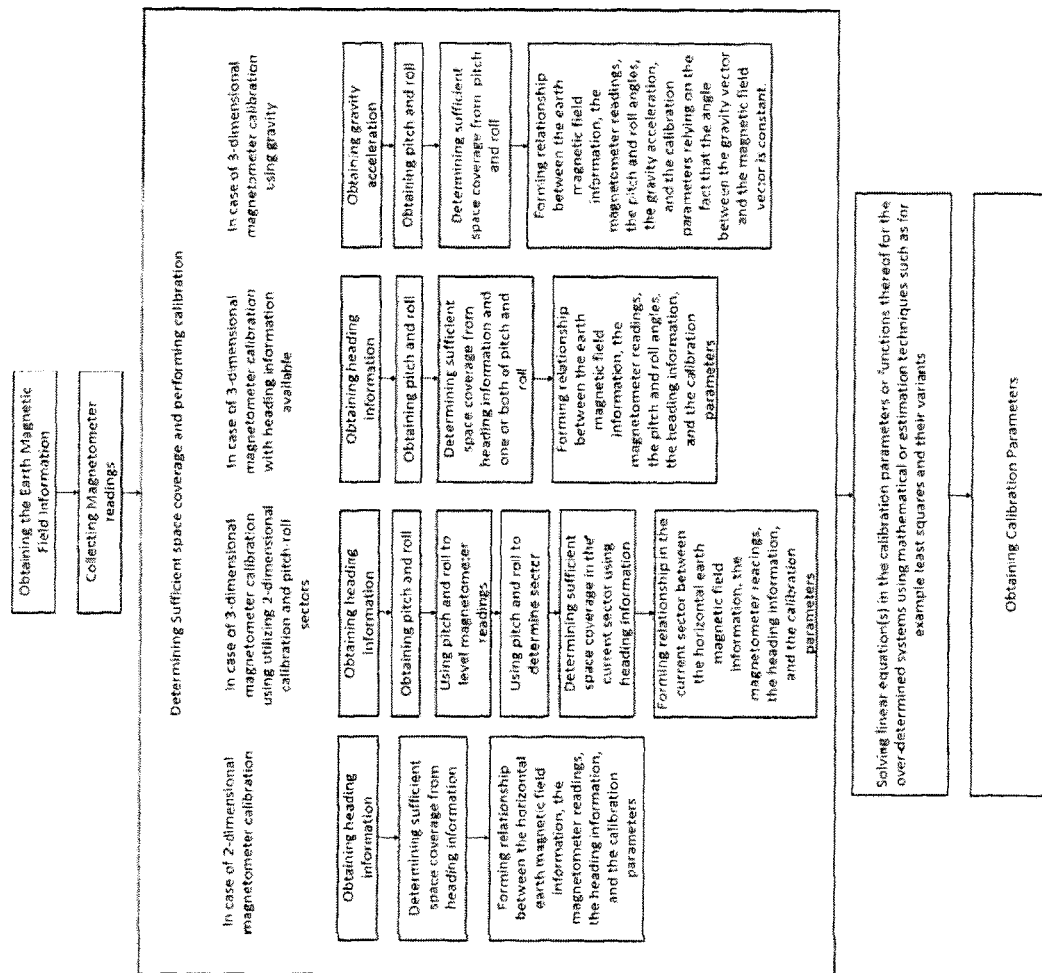 Obtaining the Earth Magnetic
Field Information
Collecting Magnetometer
readings
Determining Sufficient space coverage and performing calibration
In case of 2-dimensional
magnetometer calibration
Obtaining heading
information
Determining sufficient
space coverage from
heading information
Forming relationship
between the horizontal
earth magnetic field
information, the
magnetometer readings,
the heading information,
and the calibration
parameters
In case of 3-dimensional
magnetometer calibration
using utilizing 2-dimensional
calibration and pitch-roll
sectors
Obtaining heading
information
Obtaining pitch and roll
Using pitch and roll to
level magnetometer
readings
Using pitch and roll to
determine sector
Determining sufficient
space coverage in the
current sector using
heading information
Forming relationship in the
current sector between
the horizontal earth
magnetic field
information, the
magnetometer readings,
the heading information,
and the calibration
parameters
In case of 3-dimensional
magnetometer calibration
with heading information
available
Obtaining heading
information
Obtaining pitch and roll
Determining sufficient
space coverage from
heading information and
one or both of pitch and
roll
Forming relationship
between the earth
magnetic field
information, the
magnetometer readings,
the pitch and roll angles,
the heading information,
and the calibration
parameters
In case of 3-dimensional
magnetometer calibration
using gravity
Obtaining gravity
acceleration
Obtaining pitch and roll
Determining sufficient
space coverage from pitch
and roll
Forming relationship
between the earth
magnetic field
information, the
magnetometer readings,
the pitch and roll angles,
the gravity acceleration,
and the calibration
parameters relying on the
fact that the angle
between the gravity vector
and the magnetic field
vector is constant.
Solving linear equation(s) in the calibration parameters or functions thereof for the
over-determined systems using mathematical or estimation techniques such as for
example least squares and their variants
Obtaining Calibration Parameters